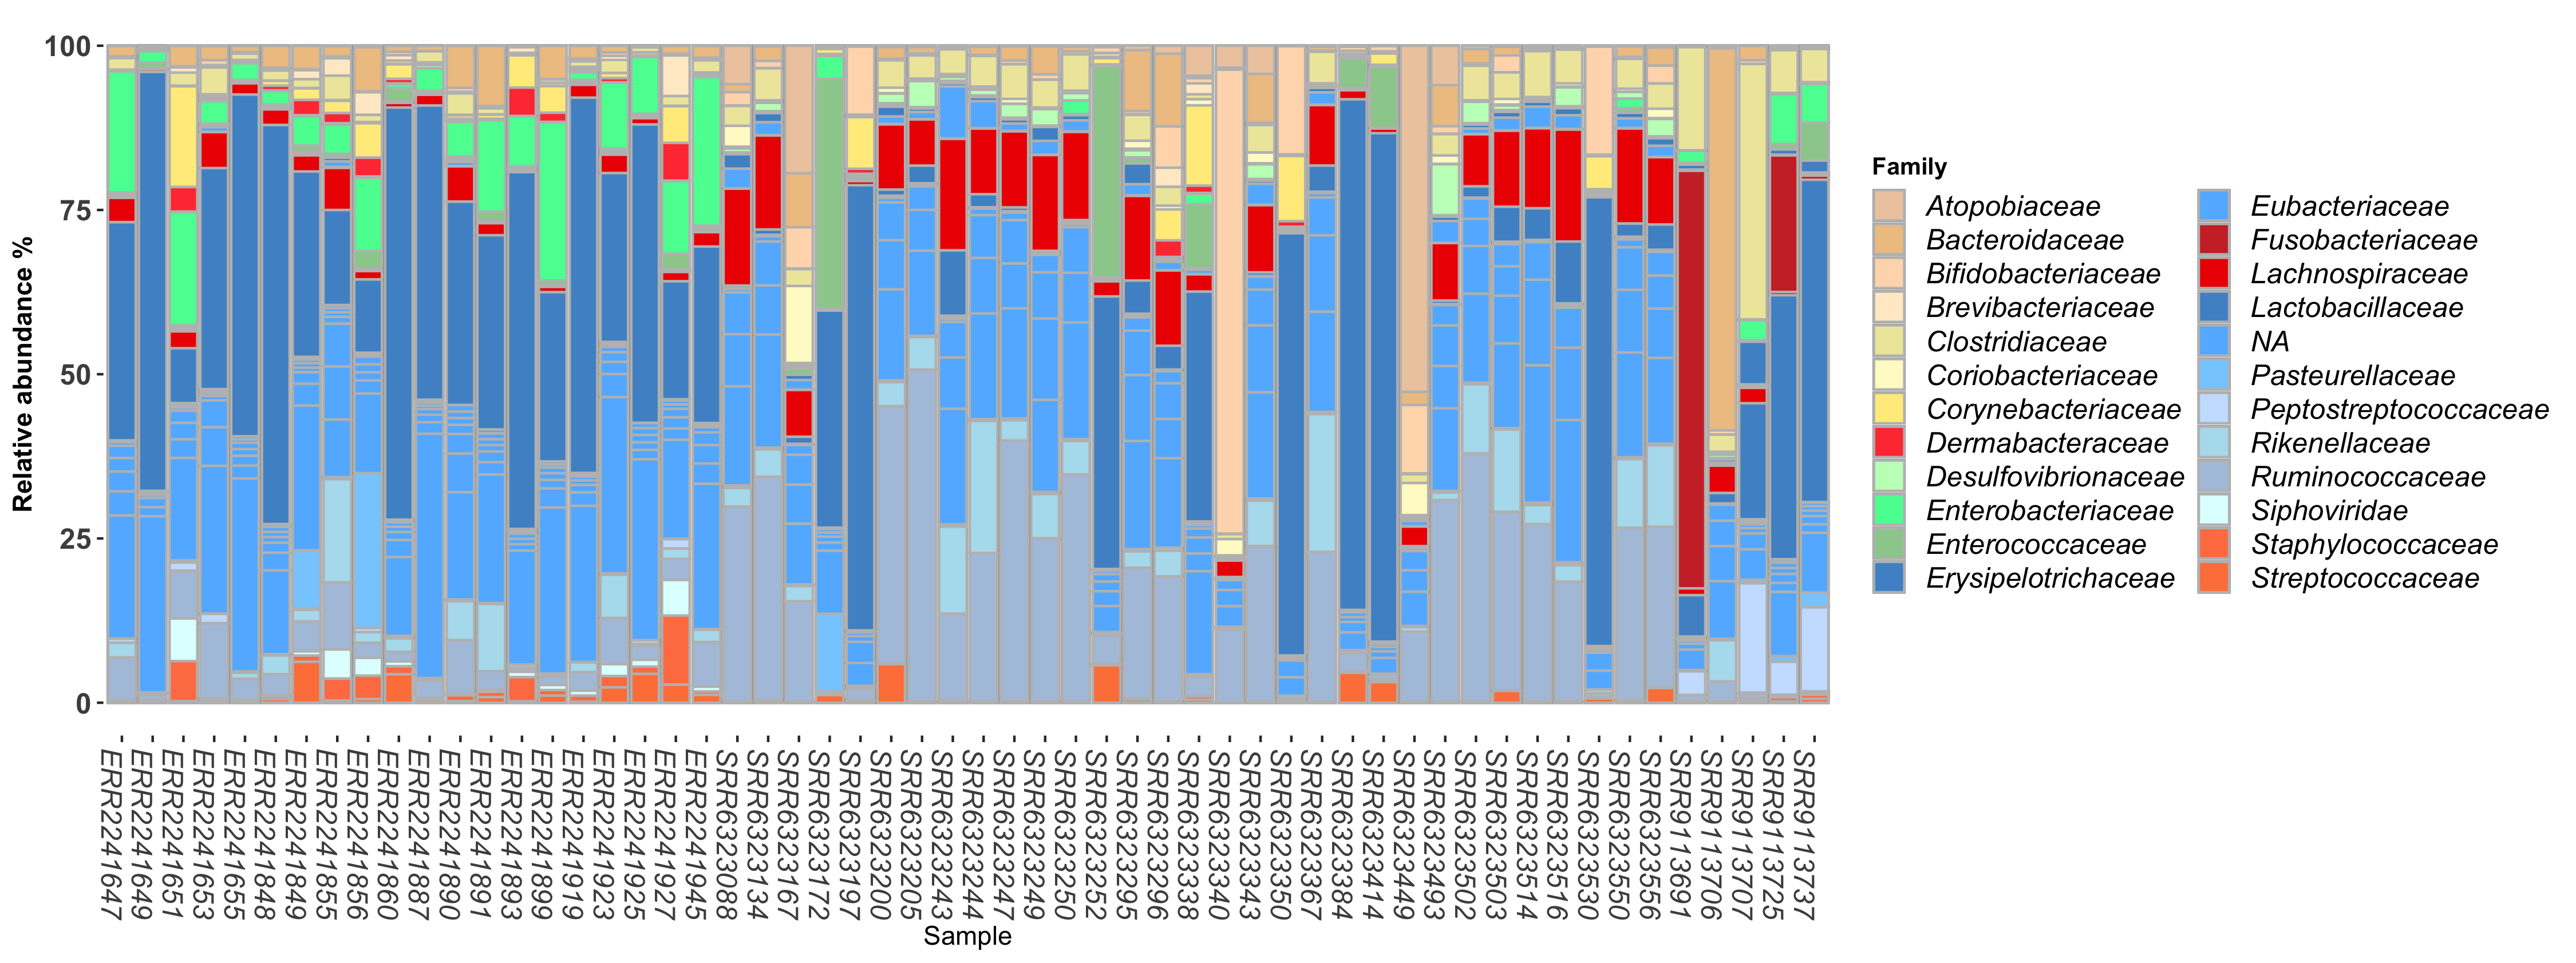 Relative abundance %
100
75
50
25
0
ERR2241647
ERR2241649
ERR2241651
ERR2241653
ERR2241655
ERR2241848
ERR2241849
ERR2241855
ERR2241856
ERR2241860
ERR2241887
ERR2241890
ERR2241891
ERR2241893
ERR2241899
ERR2241919
ERR2241923
ERR2241925
ERR2241927
ERR2241945
SRR6323088
SRR6323134
SRR6323167
SRR6323172
SRR6323197
SRR6323200
SRR6323205
SRR6323243
SRR6323244
SRR6323247
SRR6323249
SRR6323250
SRR6323252
SRR6323295
SRR6323296
SRR6323338
SRR6323340
SRR6323343
SRR6323350
SRR6323367
SRR6323384
SRR6323414
SRR6323449
SRR6323493
SRR6323502
SRR6323503
SRR6323514
SRR6323516
SRR6323530
SRR6323550
SRR6323556
SRR9113691
SRR9113706
SRR9113707
SRR9113725
SRR9113737
Sample
Family
Atopobiaceae
Bacteroidaceae
Bifidobacteriaceae
Brevibacteriaceae
Clostridiaceae
Coriobacteriaceae
Corynebacteriaceae
Dermabacteraceae
Desulfovibrionaceae
Enterobacteriaceae
Enterococcaceae
Erysipelotrichaceae
Eubacteriaceae
Fusobacteriaceae
Lachnospiraceae
Lactobacillaceae
NA
Pasteurellaceae
Peptostreptococcaceae
Rikenellaceae
Ruminococcaceae
Siphoviridae
Staphylococcaceae
Streptococcaceae